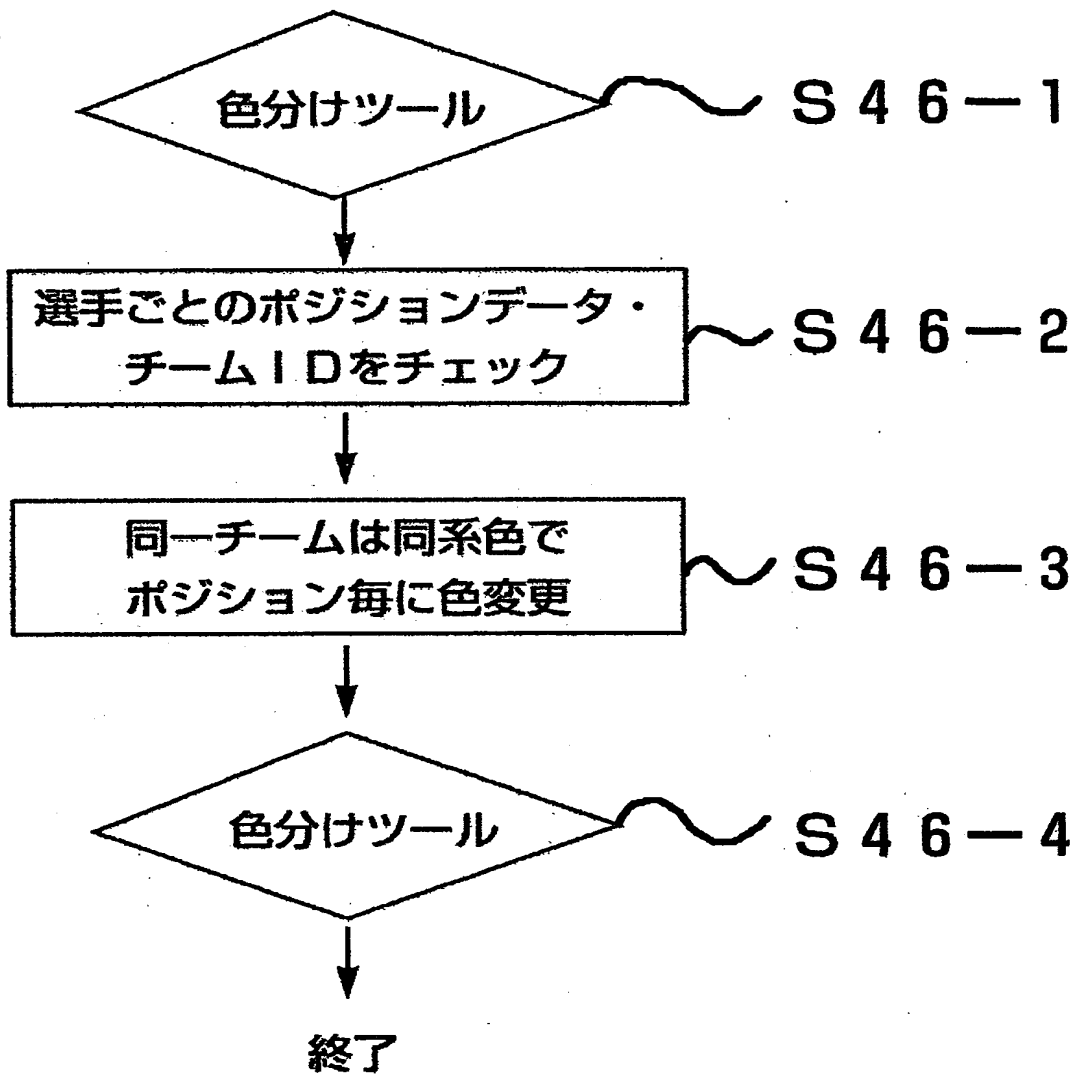 色分けツール
S46-1
選手ごとのポジションデータ・
チームIDをチェック
S46-2
同一チームは同系色で
ポジション毎に色変更
S46-3
色分けツール
S46-4
終了